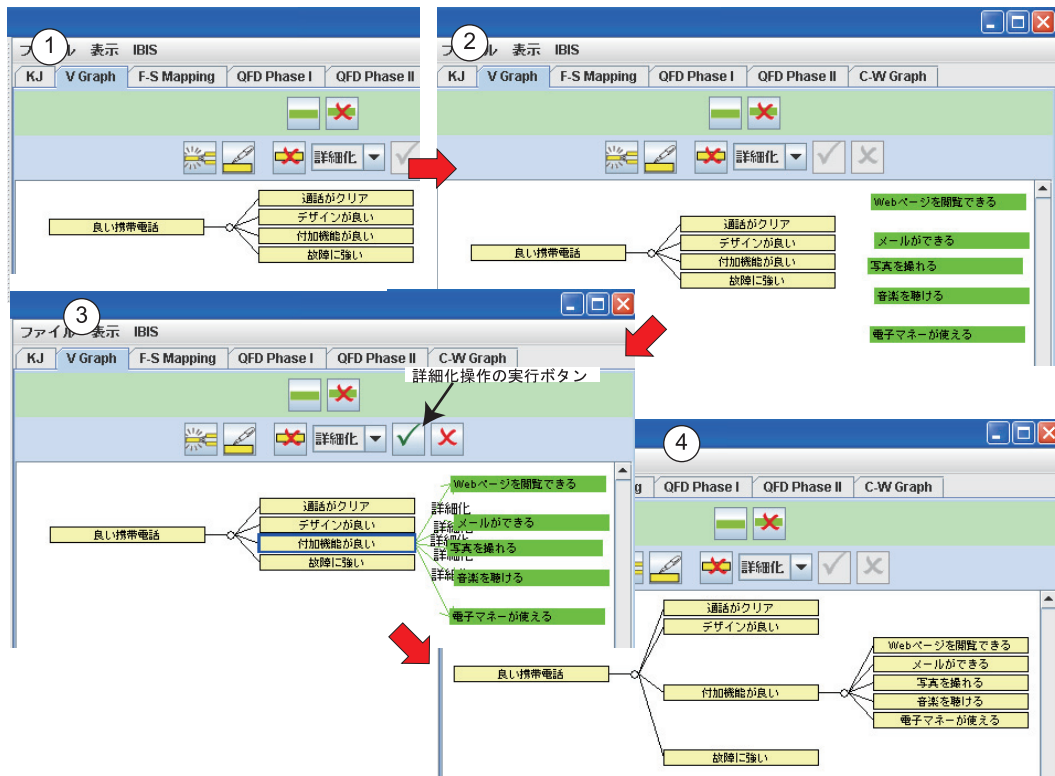 1
ファイル 表示 IBIS
KJ V Graph F-S Mapping QFD Phase I QFD Phase II
詳細化
良い携帯電話
通話がクリア
デザインが良い
付加機能が良い
故障に強い
2
ファイル 表示 IBIS
KJ V Graph F-S Mapping QFD Phase I QFD Phase II C-W Graph
詳細化
良い携帯電話
通話がクリア
デザインが良い
付加機能が良い
故障に強い
Webページを閲覧できる
メールができる
写真を撮れる
音楽を聴ける
電子マネーが使える
3
ファイル 表示 IBIS
KJ V Graph F-S Mapping QFD Phase I QFD Phase II C-W Graph
詳細化操作の実行ボタン
詳細化
良い携帯電話
通話がクリア
デザインが良い
付加機能が良い
故障に強い
詳細化
詳細化
詳細化
詳細化
詳細化
Webページを閲覧できる
メールができる
写真を撮れる
音楽を聴ける
電子マネーが使える
4
g QFD Phase I QFD Phase II C-W Graph
詳細化
良い携帯電話
通話がクリア
デザインが良い
付加機能が良い
故障に強い
Webページを閲覧できる
メールができる
写真を撮れる
音楽を聴ける
電子マネーが使える